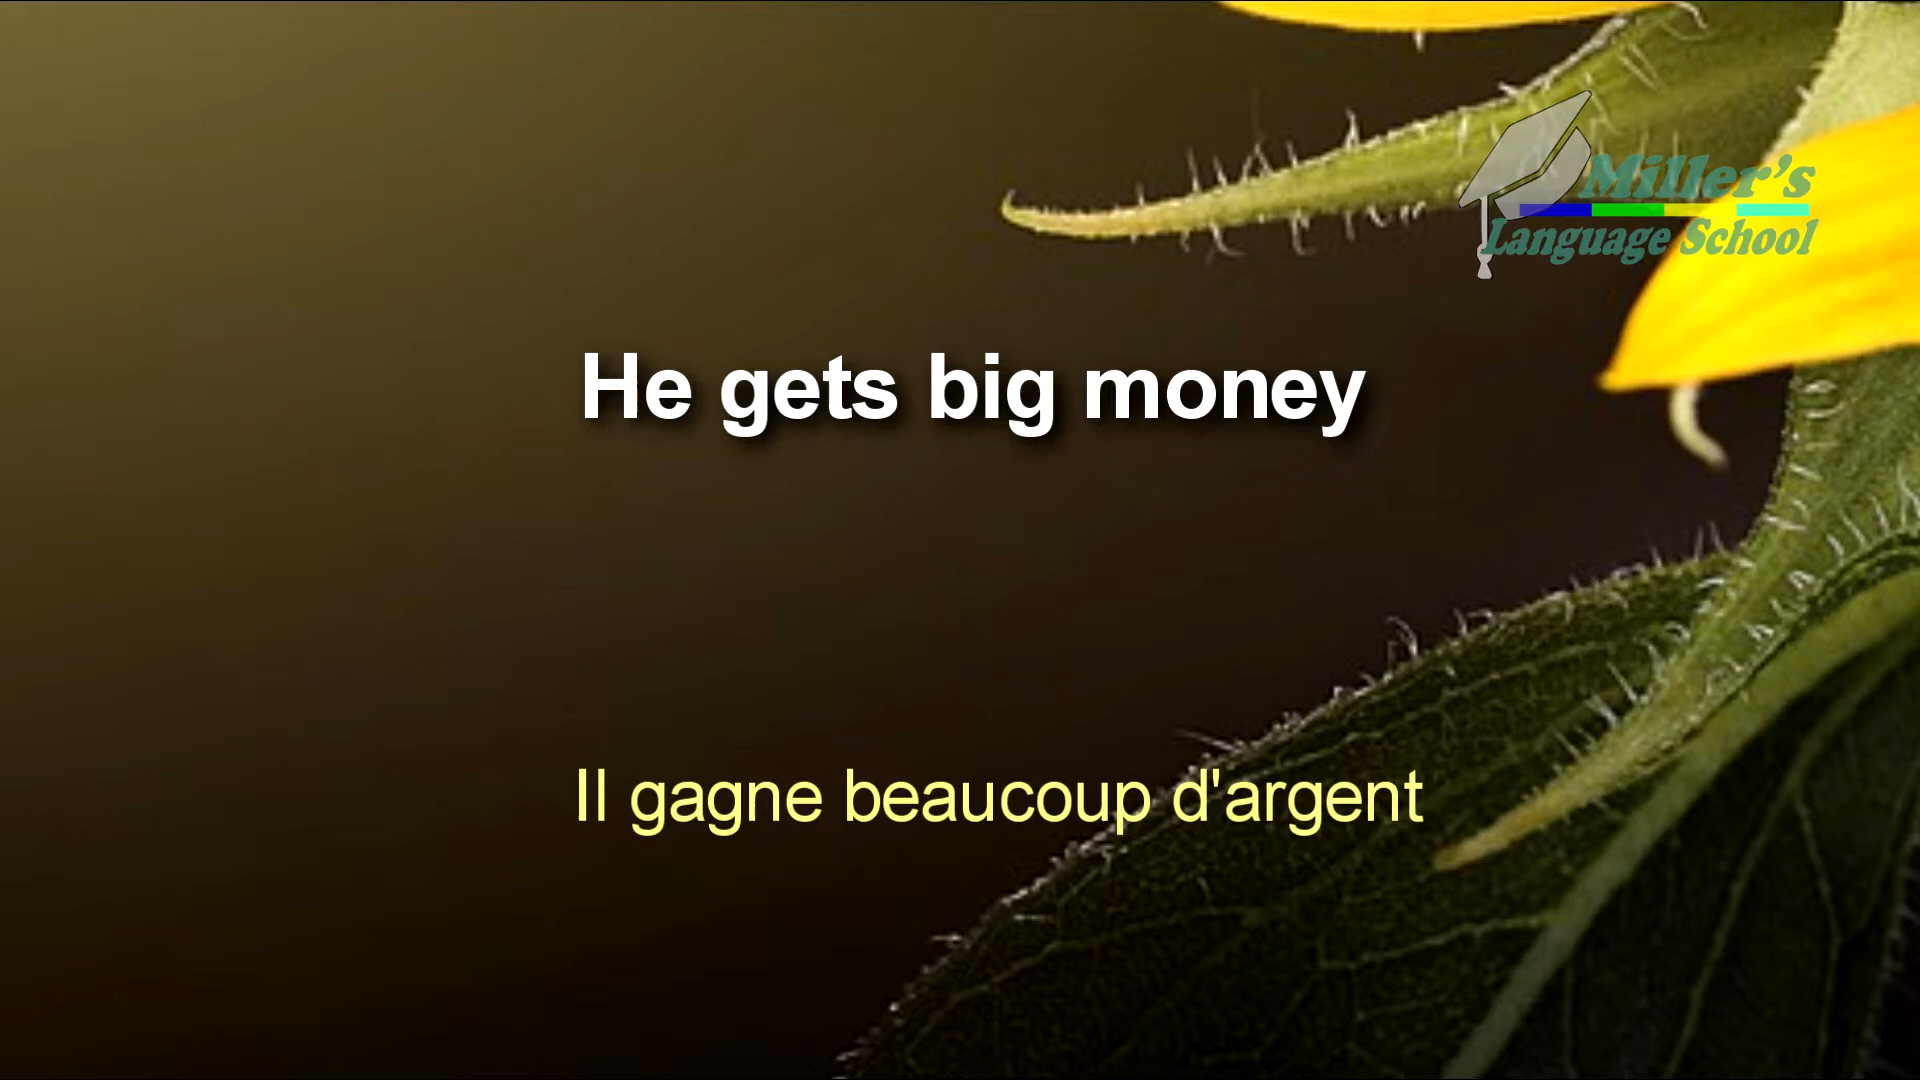 Miller's
Language School
He gets big money
Il gagne beaucoup d'argent